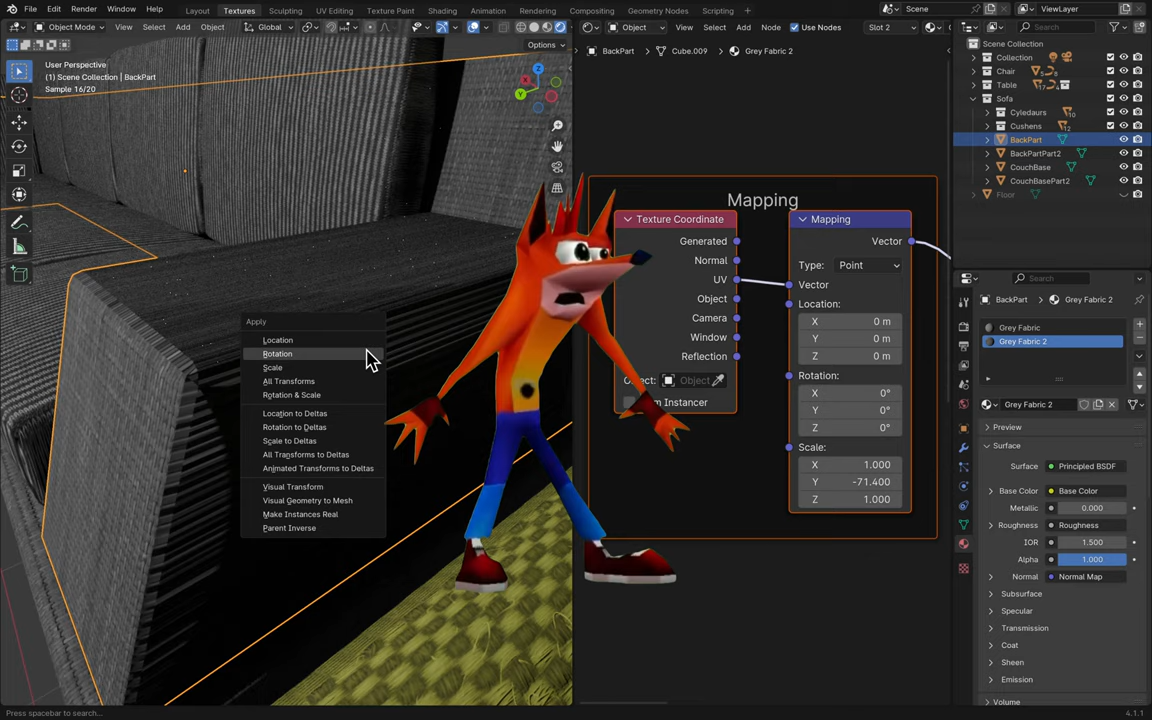 File Edit Render Window Help
Layout Textures Sculpting UV Editing Texture Paint Shading Animation Rendering Compositing Geometry Nodes Scripting
Scene ViewLayer
Object Mode View Select Add Object Global
Options
Object View Select Add Node Use Nodes Slot 2
BackPart Cube.009 Grey Fabric 2
User Perspective
(1) Scene Collection | BackPart
Sample 16/20
Z
Y
Scene Collection
Collection
Chair 5 8
Table 17 4
Sofa
Cyledaurs 10
Cushens 12
BackPart
BackPartPart2
CouchBase
CouchBasePart2
Floor
Apply
Location
Rotation
Scale
All Transforms
Rotation & Scale
Location to Deltas
Rotation to Deltas
Scale to Deltas
All Transforms to Deltas
Animated Transforms to Deltas
Visual Transform
Visual Geometry to Mesh
Make Instances Real
Parent Inverse
Mapping
Texture Coordinate
Generated
Normal
UV
Object
Camera
Window
Reflection
Object
Instancer
Mapping
Vector
Type: Point
Vector
Location:
X 0 m
Y 0 m
Z 0 m
Rotation:
X 0°
Y 0°
Z 0°
Scale:
X 1.000
Y -71.400
Z 1.000
Search
BackPart Grey Fabric 2
Grey Fabric
Grey Fabric 2
Grey Fabric 2
Preview
Surface
Surface Principled BSDF
Base Color Base Color
Metallic 0.000
Roughness Roughness
IOR 1.500
Alpha 1.000
Normal Normal Map
Subsurface
Specular
Transmission
Coat
Sheen
Emission
Volume
Press spacebar to search...
4.1.1